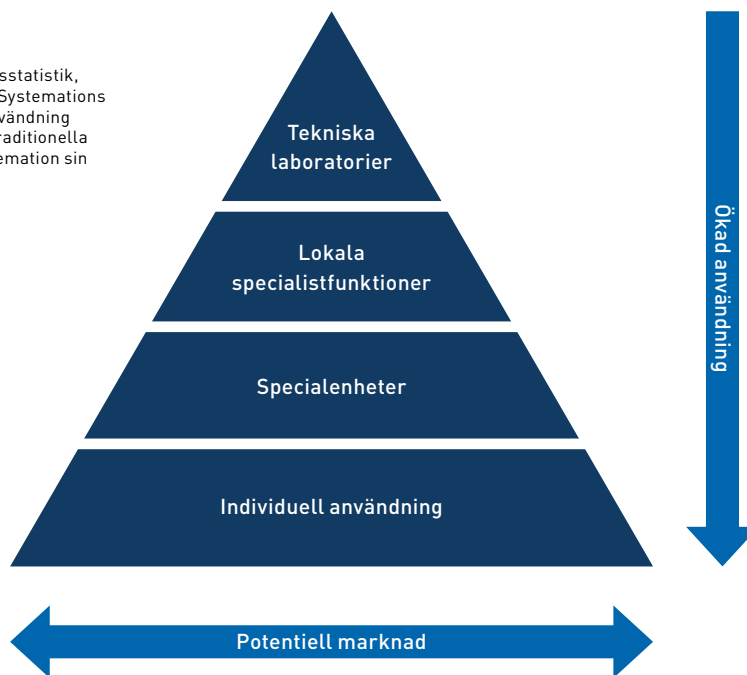 sstatistik,
Systemations
vändning
raditionella
emation sin
Tekniska
laboratorier
Lokala
specialistfunktioner
Specialenheter
Individuell användning
Ökad användning
Potentiell marknad